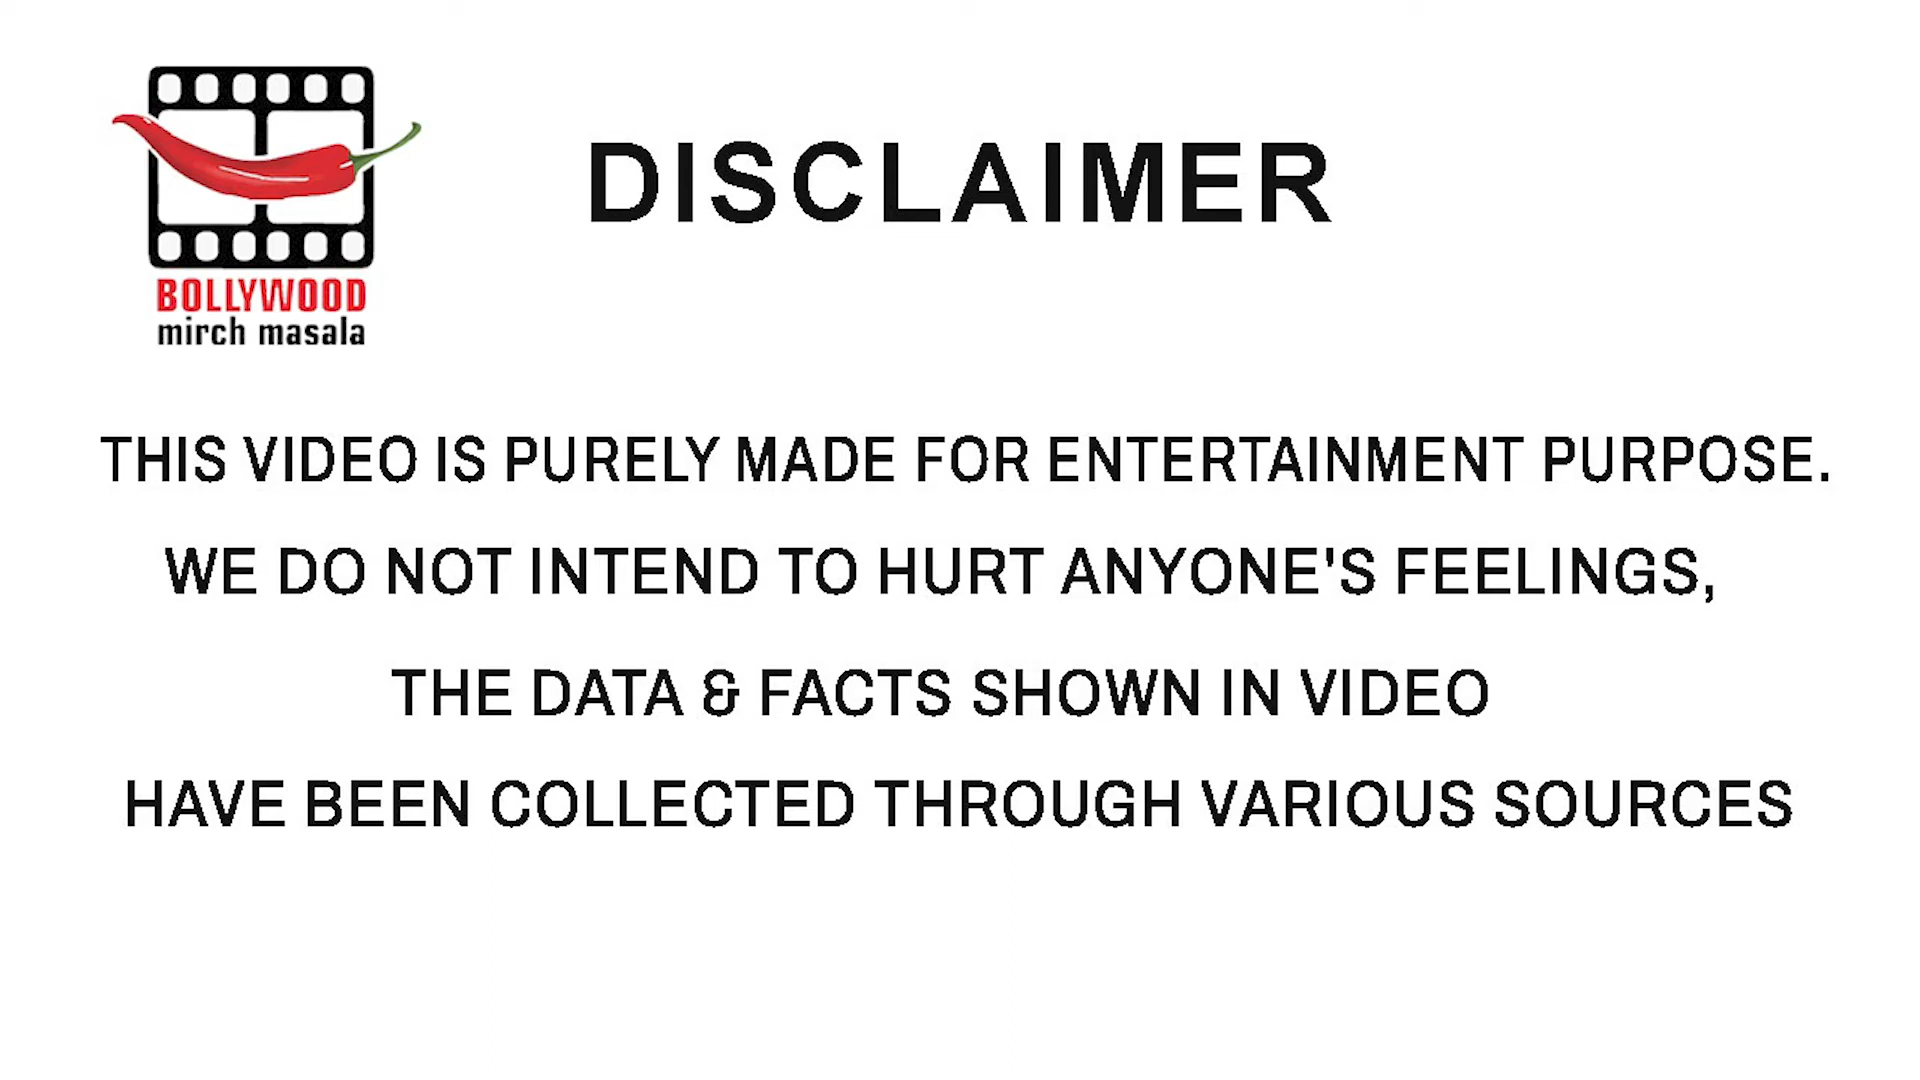 BOLLYWOOD
mirch masala
DISCLAIMER
THIS VIDEO IS PURELY MADE FOR ENTERTAINMENT PURPOSE.
WE DO NOT INTEND TO HURT ANYONE'S FEELINGS,
THE DATA & FACTS SHOWN IN VIDEO
HAVE BEEN COLLECTED THROUGH VARIOUS SOURCES